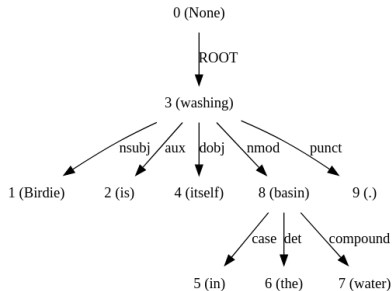 0 (None)
ROOT
3 (washing)
nsubj aux dobj nmod punct
1 (Birdie) 2 (is) 4 (itself) 8 (basin) 9 (.)
case det compound
5 (in) 6 (the) 7 (water)